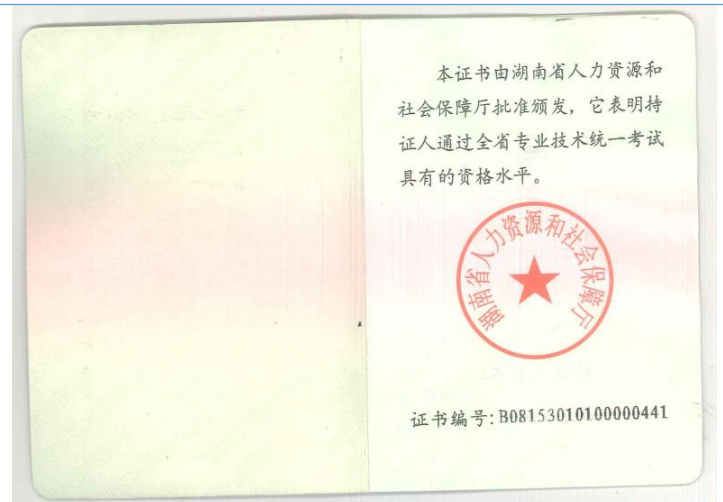 本证书由湖南省人力资源和
社会保障厅批准颁发，它表明持
证人通过全省专业技术统一考试
具有的资格水平。
湖南省人力资源和社会保障厅
证书编号:B08153010100000441